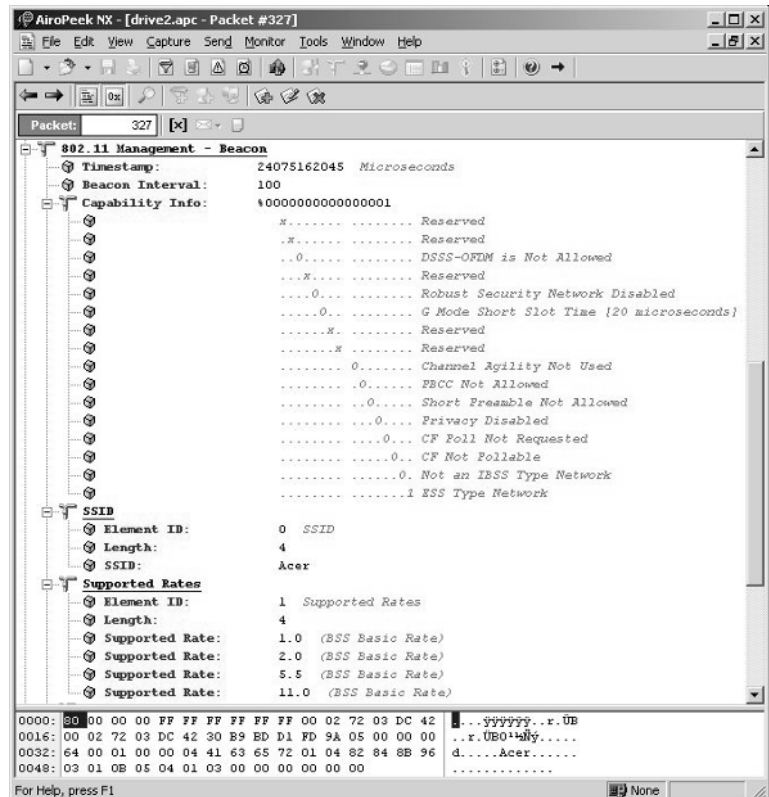 AiroPeek NX - [drive2.apc - Packet #327]
File Edit View Capture Send Monitor Tools Window Help
Packet: 327
802.11 Management - Beacon
Timestamp: 24075162045 Microseconds
Beacon Interval: 100
Capability Info: %0000000000000001
x....... ........ Reserved
.x...... ........ Reserved
..0..... ........ DSSS-OFDM is Not Allowed
...x.... ........ Reserved
....0... ........ Robust Security Network Disabled
.....0.. ........ G Mode Short Slot Time [20 microseconds]
......x. ........ Reserved
.......x ........ Reserved
........ 0....... Channel Agility Not Used
........ .0...... PBCC Not Allowed
........ ..0..... Short Preamble Not Allowed
........ ...0.... Privacy Disabled
........ ....0... CF Poll Not Requested
........ .....0.. CF Not Pollable
........ ......0. Not an IBSS Type Network
........ .......1 ESS Type Network
SSID
Element ID: 0 SSID
Length: 4
SSID: Acer
Supported Rates
Element ID: 1 Supported Rates
Length: 4
Supported Rate: 1.0 (BSS Basic Rate)
Supported Rate: 2.0 (BSS Basic Rate)
Supported Rate: 5.5 (BSS Basic Rate)
Supported Rate: 11.0 (BSS Basic Rate)
0000: 80 00 00 00 FF FF FF FF FF FF 00 02 72 03 DC 42 ....ÿÿÿÿÿÿ..r.ÜB
0016: 00 02 72 03 DC 42 30 B9 BD D1 FD 9A 05 00 00 00 ..r.ÜB0¹½Ñý.....
0032: 64 00 01 00 00 04 41 63 65 72 01 04 82 84 8B 96 d.....Acer......
0048: 03 01 0B 05 04 01 03 00 00 00 00 00 00 .............
For Help, press F1 None